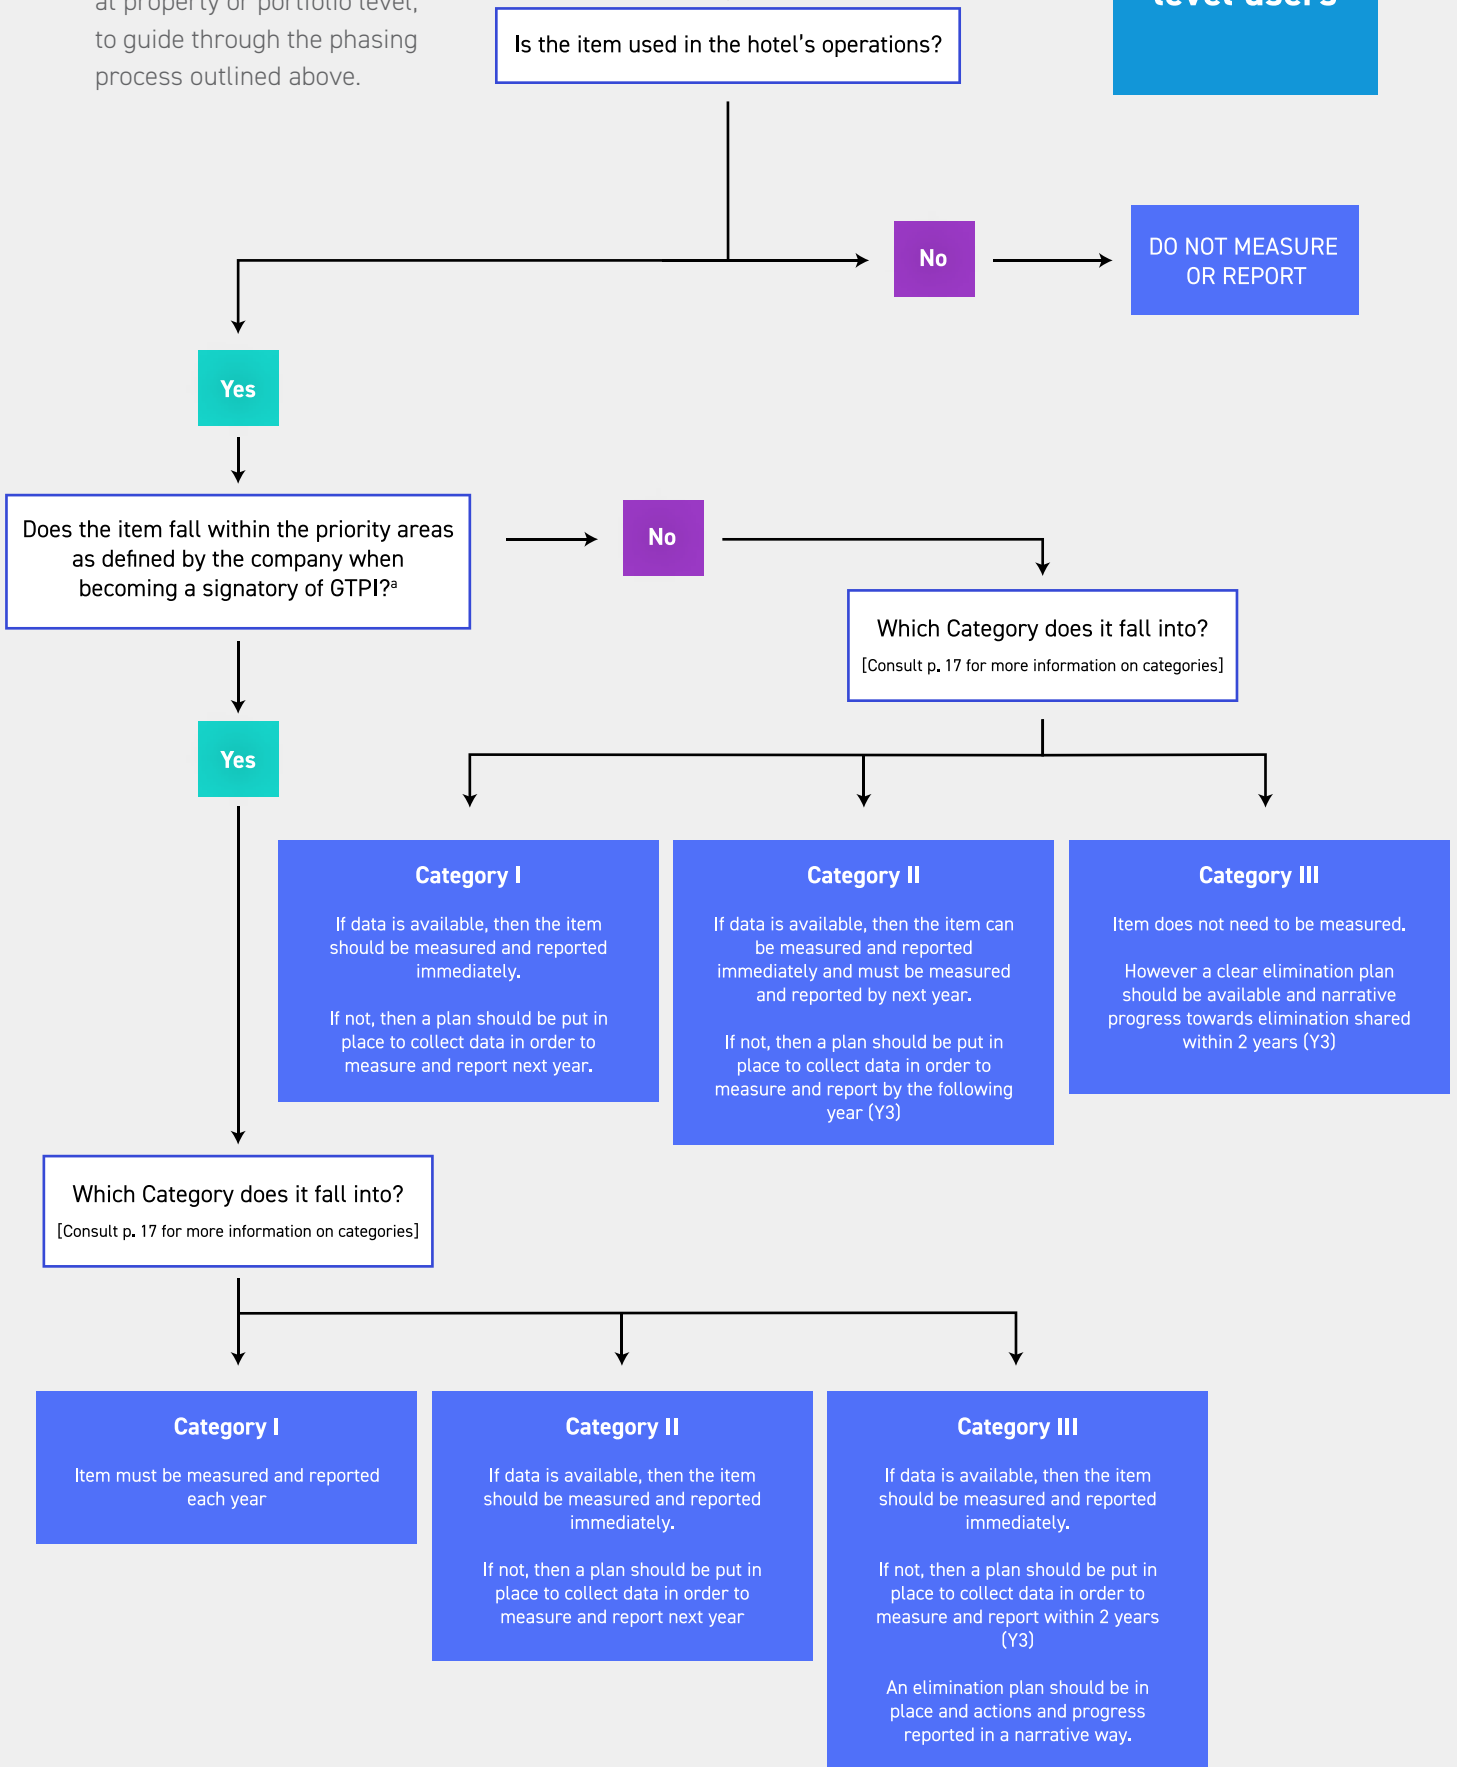 at property or portfolio level,
to guide through the phasing
process outlined above.
level users
Is the item used in the hotel's operations?
No
DO NOT MEASURE
OR REPORT
Yes
Does the item fall within the priority areas
as defined by the company when
becoming a signatory of GTPI?ᵃ
No
Which Category does it fall into?
[Consult p. 17 for more information on categories]
Yes
Category I
If data is available, then the item
should be measured and reported
immediately.
If not, then a plan should be put in
place to collect data in order to
measure and report next year.
Category II
If data is available, then the item can
be measured and reported
immediately and must be measured
and reported by next year.
If not, then a plan should be put in
place to collect data in order to
measure and report by the following
year (Y3)
Category III
Item does not need to be measured.
However a clear elimination plan
should be available and narrative
progress towards elimination shared
within 2 years (Y3)
Which Category does it fall into?
[Consult p. 17 for more information on categories]
Category I
Item must be measured and reported
each year
Category II
If data is available, then the item
should be measured and reported
immediately.
If not, then a plan should be put in
place to collect data in order to
measure and report next year
Category III
If data is available, then the item
should be measured and reported
immediately.
If not, then a plan should be put in
place to collect data in order to
measure and report within 2 years
(Y3)
An elimination plan should be in
place and actions and progress
reported in a narrative way.